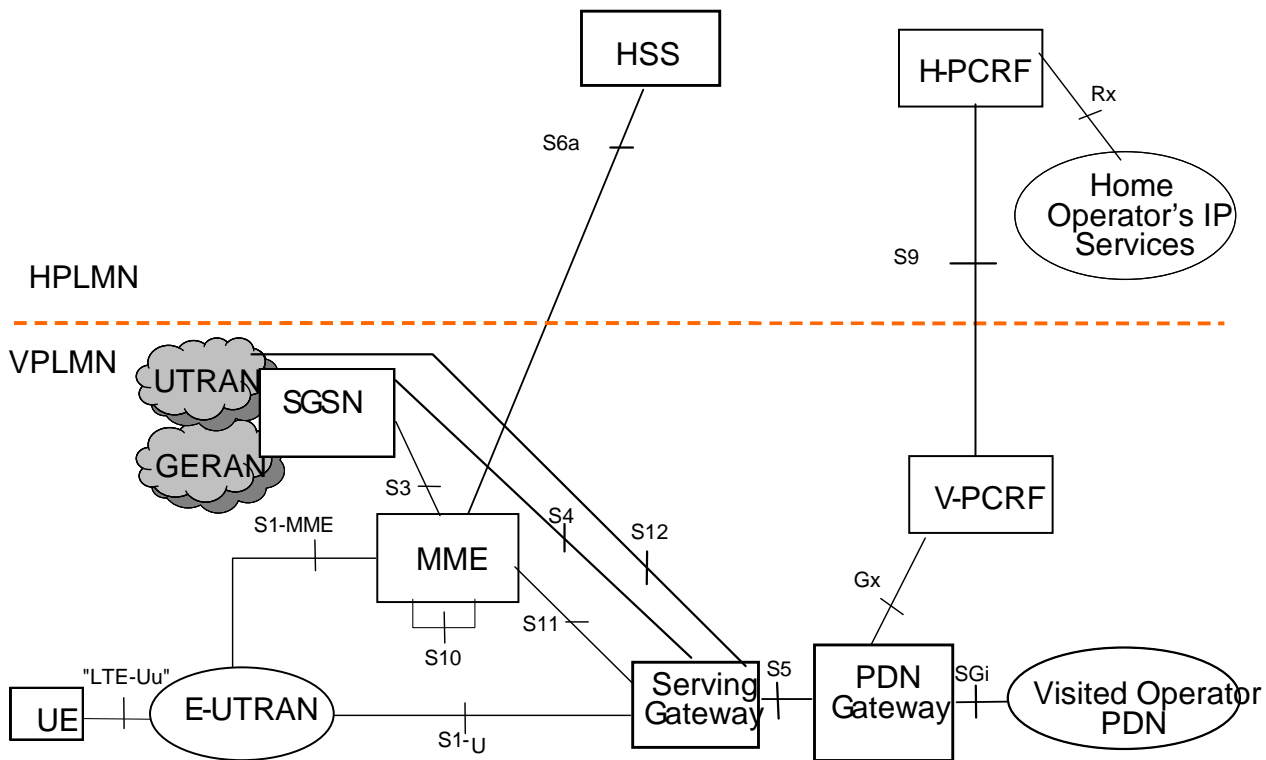 HSS
H-PCRF
Rx
S6a
Home
Operator's IP
Services
S9
HPLMN
VPLMN
UTRAN
SGSN
GERAN
S3
S4
S12
V-PCRF
S1-MME
MME
Gx
S11
S10
"LTE-Uu"
S5
SGi
UE
E-UTRAN
Serving
Gateway
PDN
Gateway
Visited Operator
PDN
S1-U